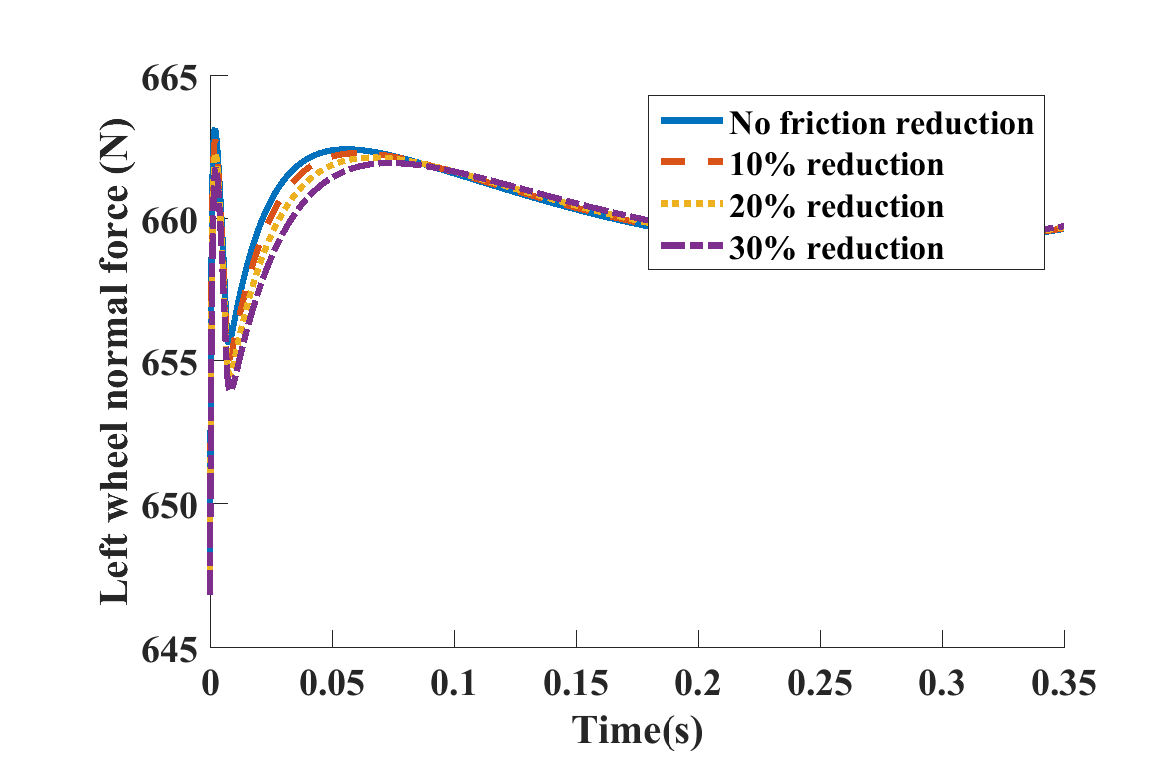 665
660
655
650
645
Left wheel normal force (N)
No friction reduction
10% reduction
20% reduction
30% reduction
0
0.05
0.1
0.15
0.2
0.25
0.3
0.35
Time(s)